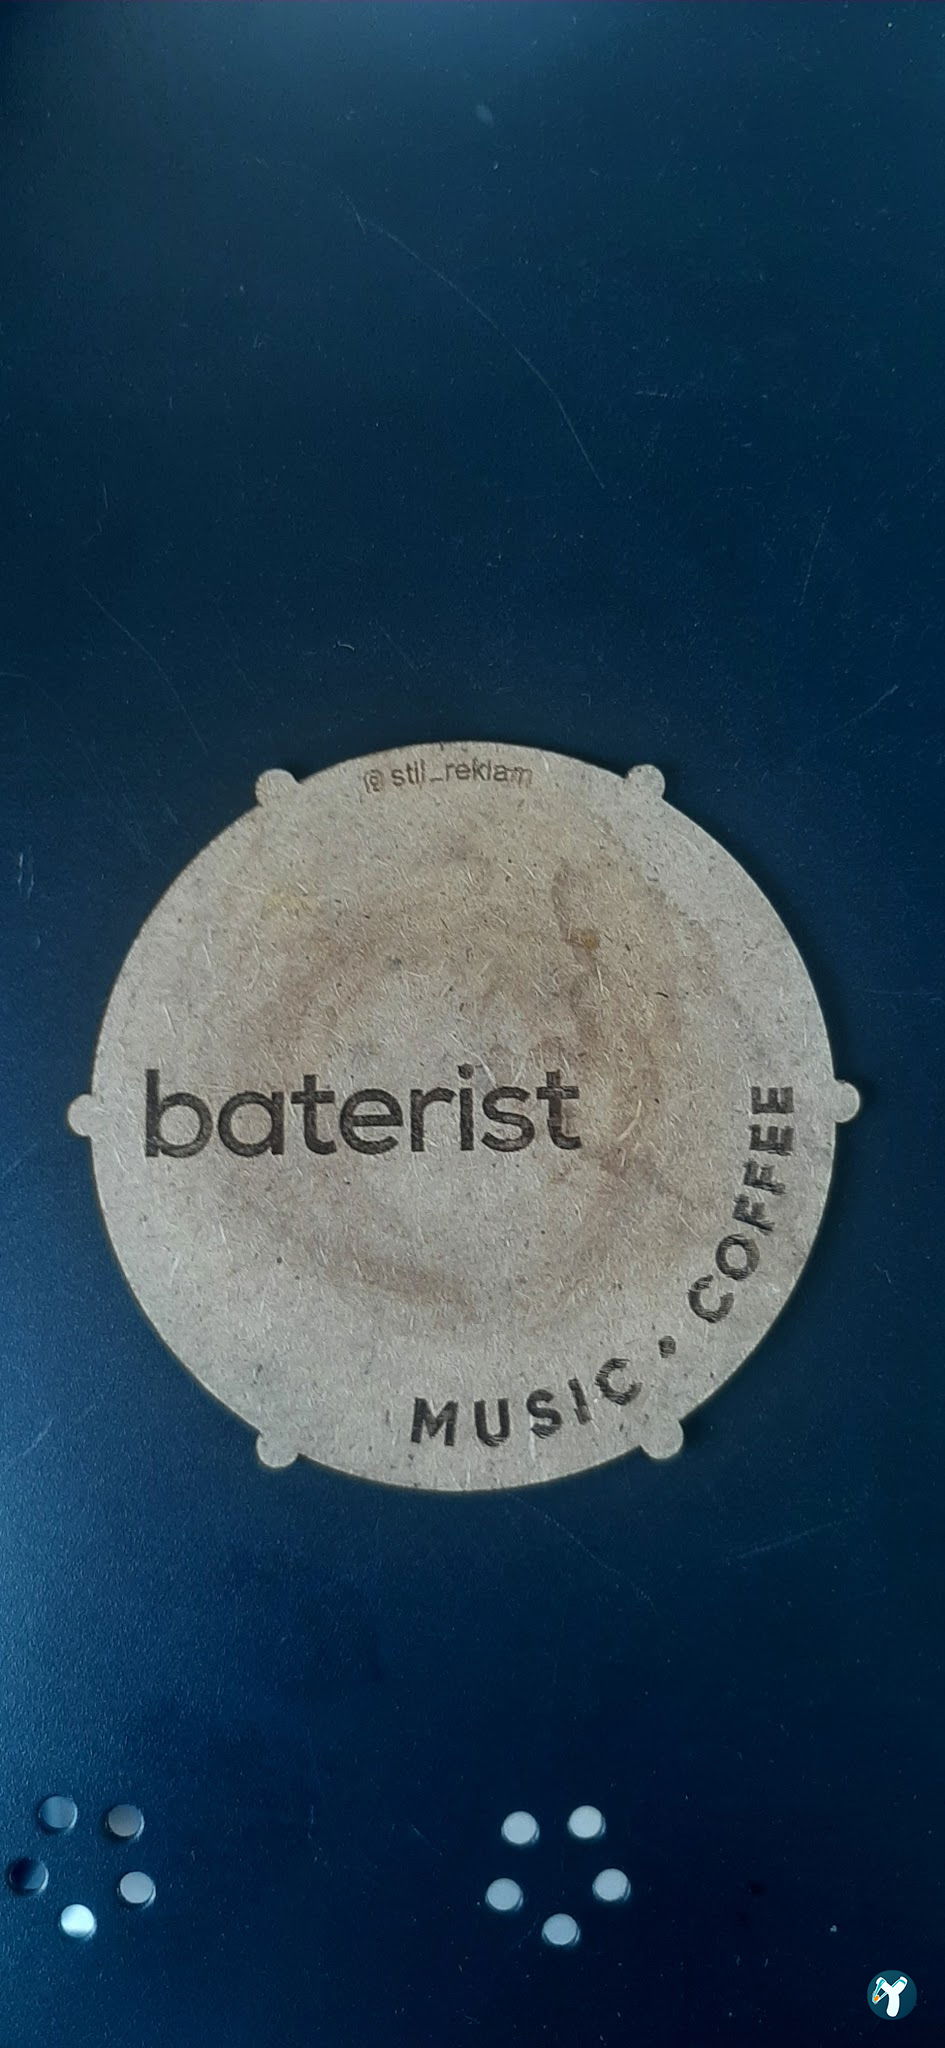 @stil_reklam
baterist
MUSIC • COFFEE